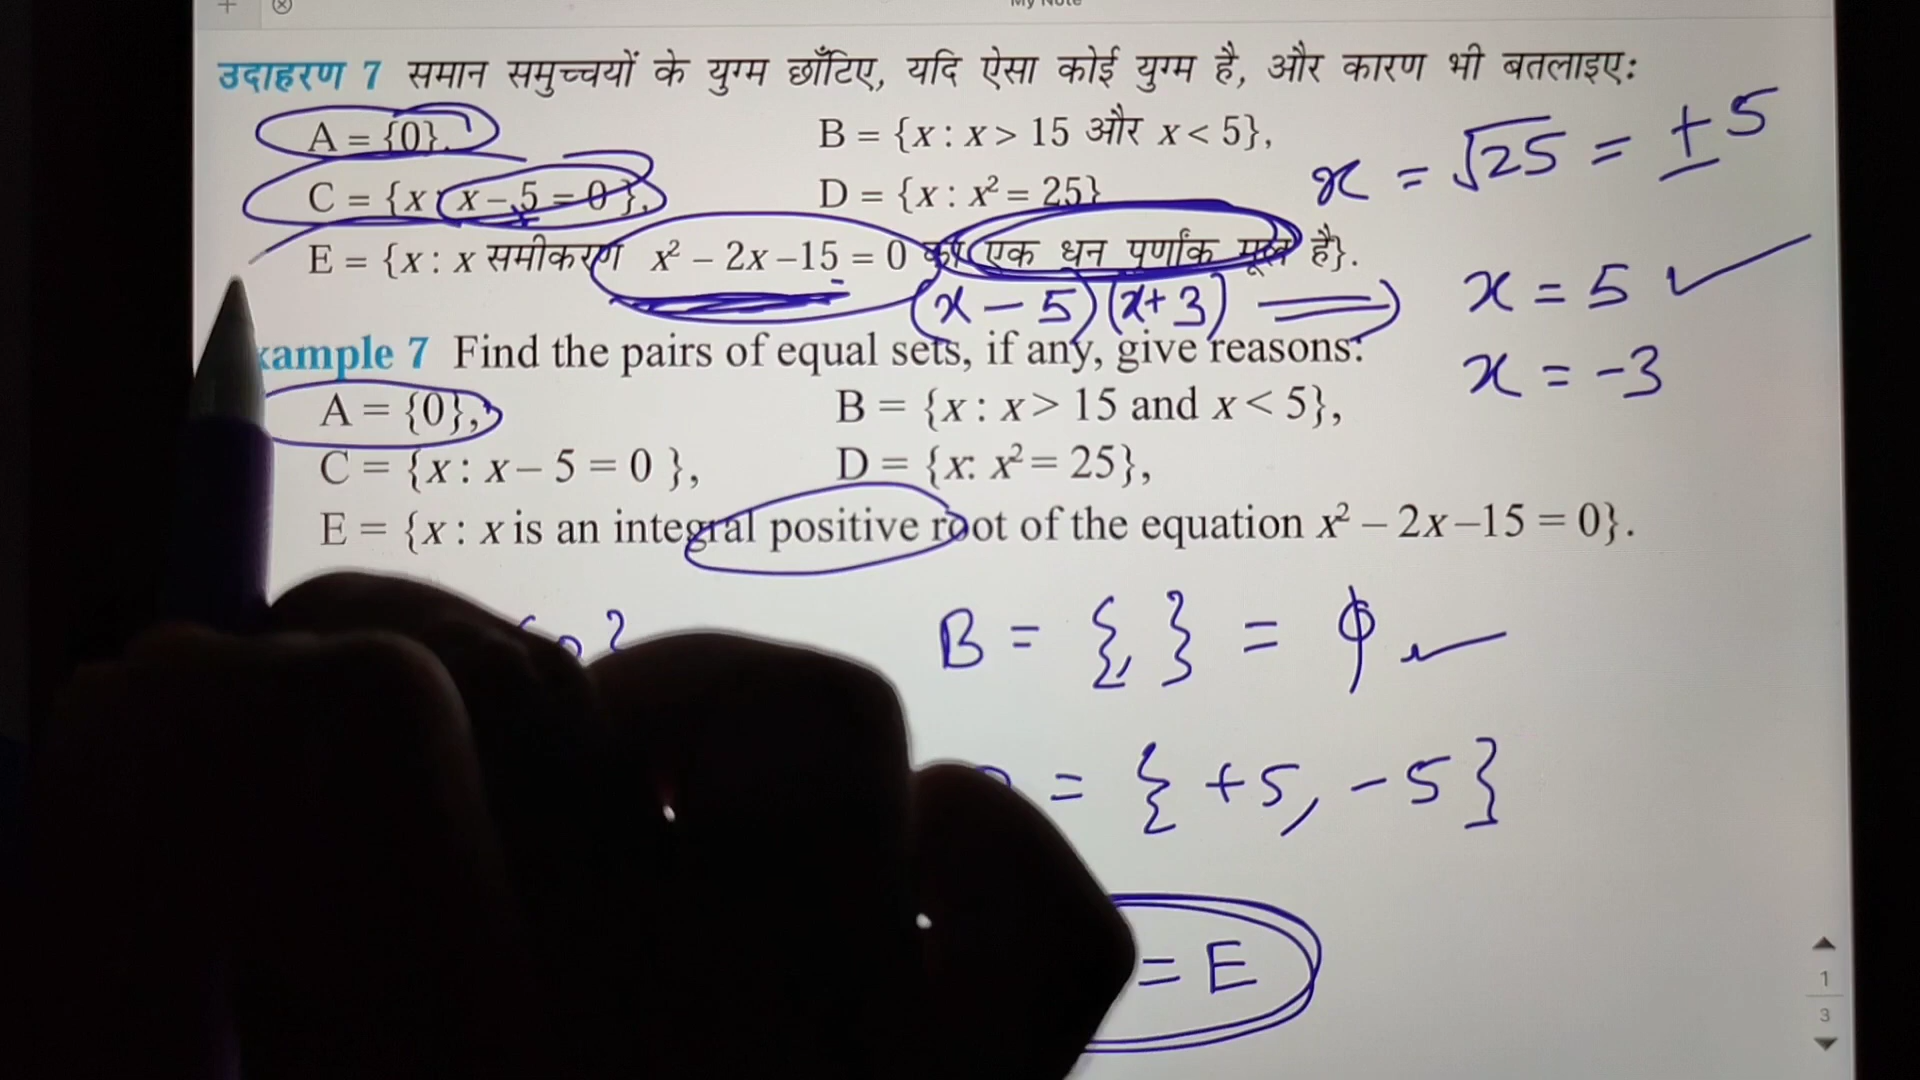 My Note
उदाहरण 7 समान समुच्चयों के युग्म छाँटिए, यदि ऐसा कोई युग्म है, और कारण भी बतलाइए:
A = {0}, B = {x : x > 15 और x < 5},
C = {x : x – 5 = 0 }, D = {x : x² = 25}
x = √25 = ±5
E = {x : x समीकरण x² – 2x –15 = 0 का एक धन पूर्णांक मूल है}.
(x – 5)(x+3) ⟹ x = 5 ✓
x = -3
xample 7 Find the pairs of equal sets, if any, give reasons:
A = {0}, B = {x : x > 15 and x < 5},
C = {x : x – 5 = 0 }, D = {x: x² = 25},
E = {x : x is an integral positive root of the equation x² – 2x –15 = 0}.
B = { , } = ϕ ✓
= { +5, -5 }
= E
1
3